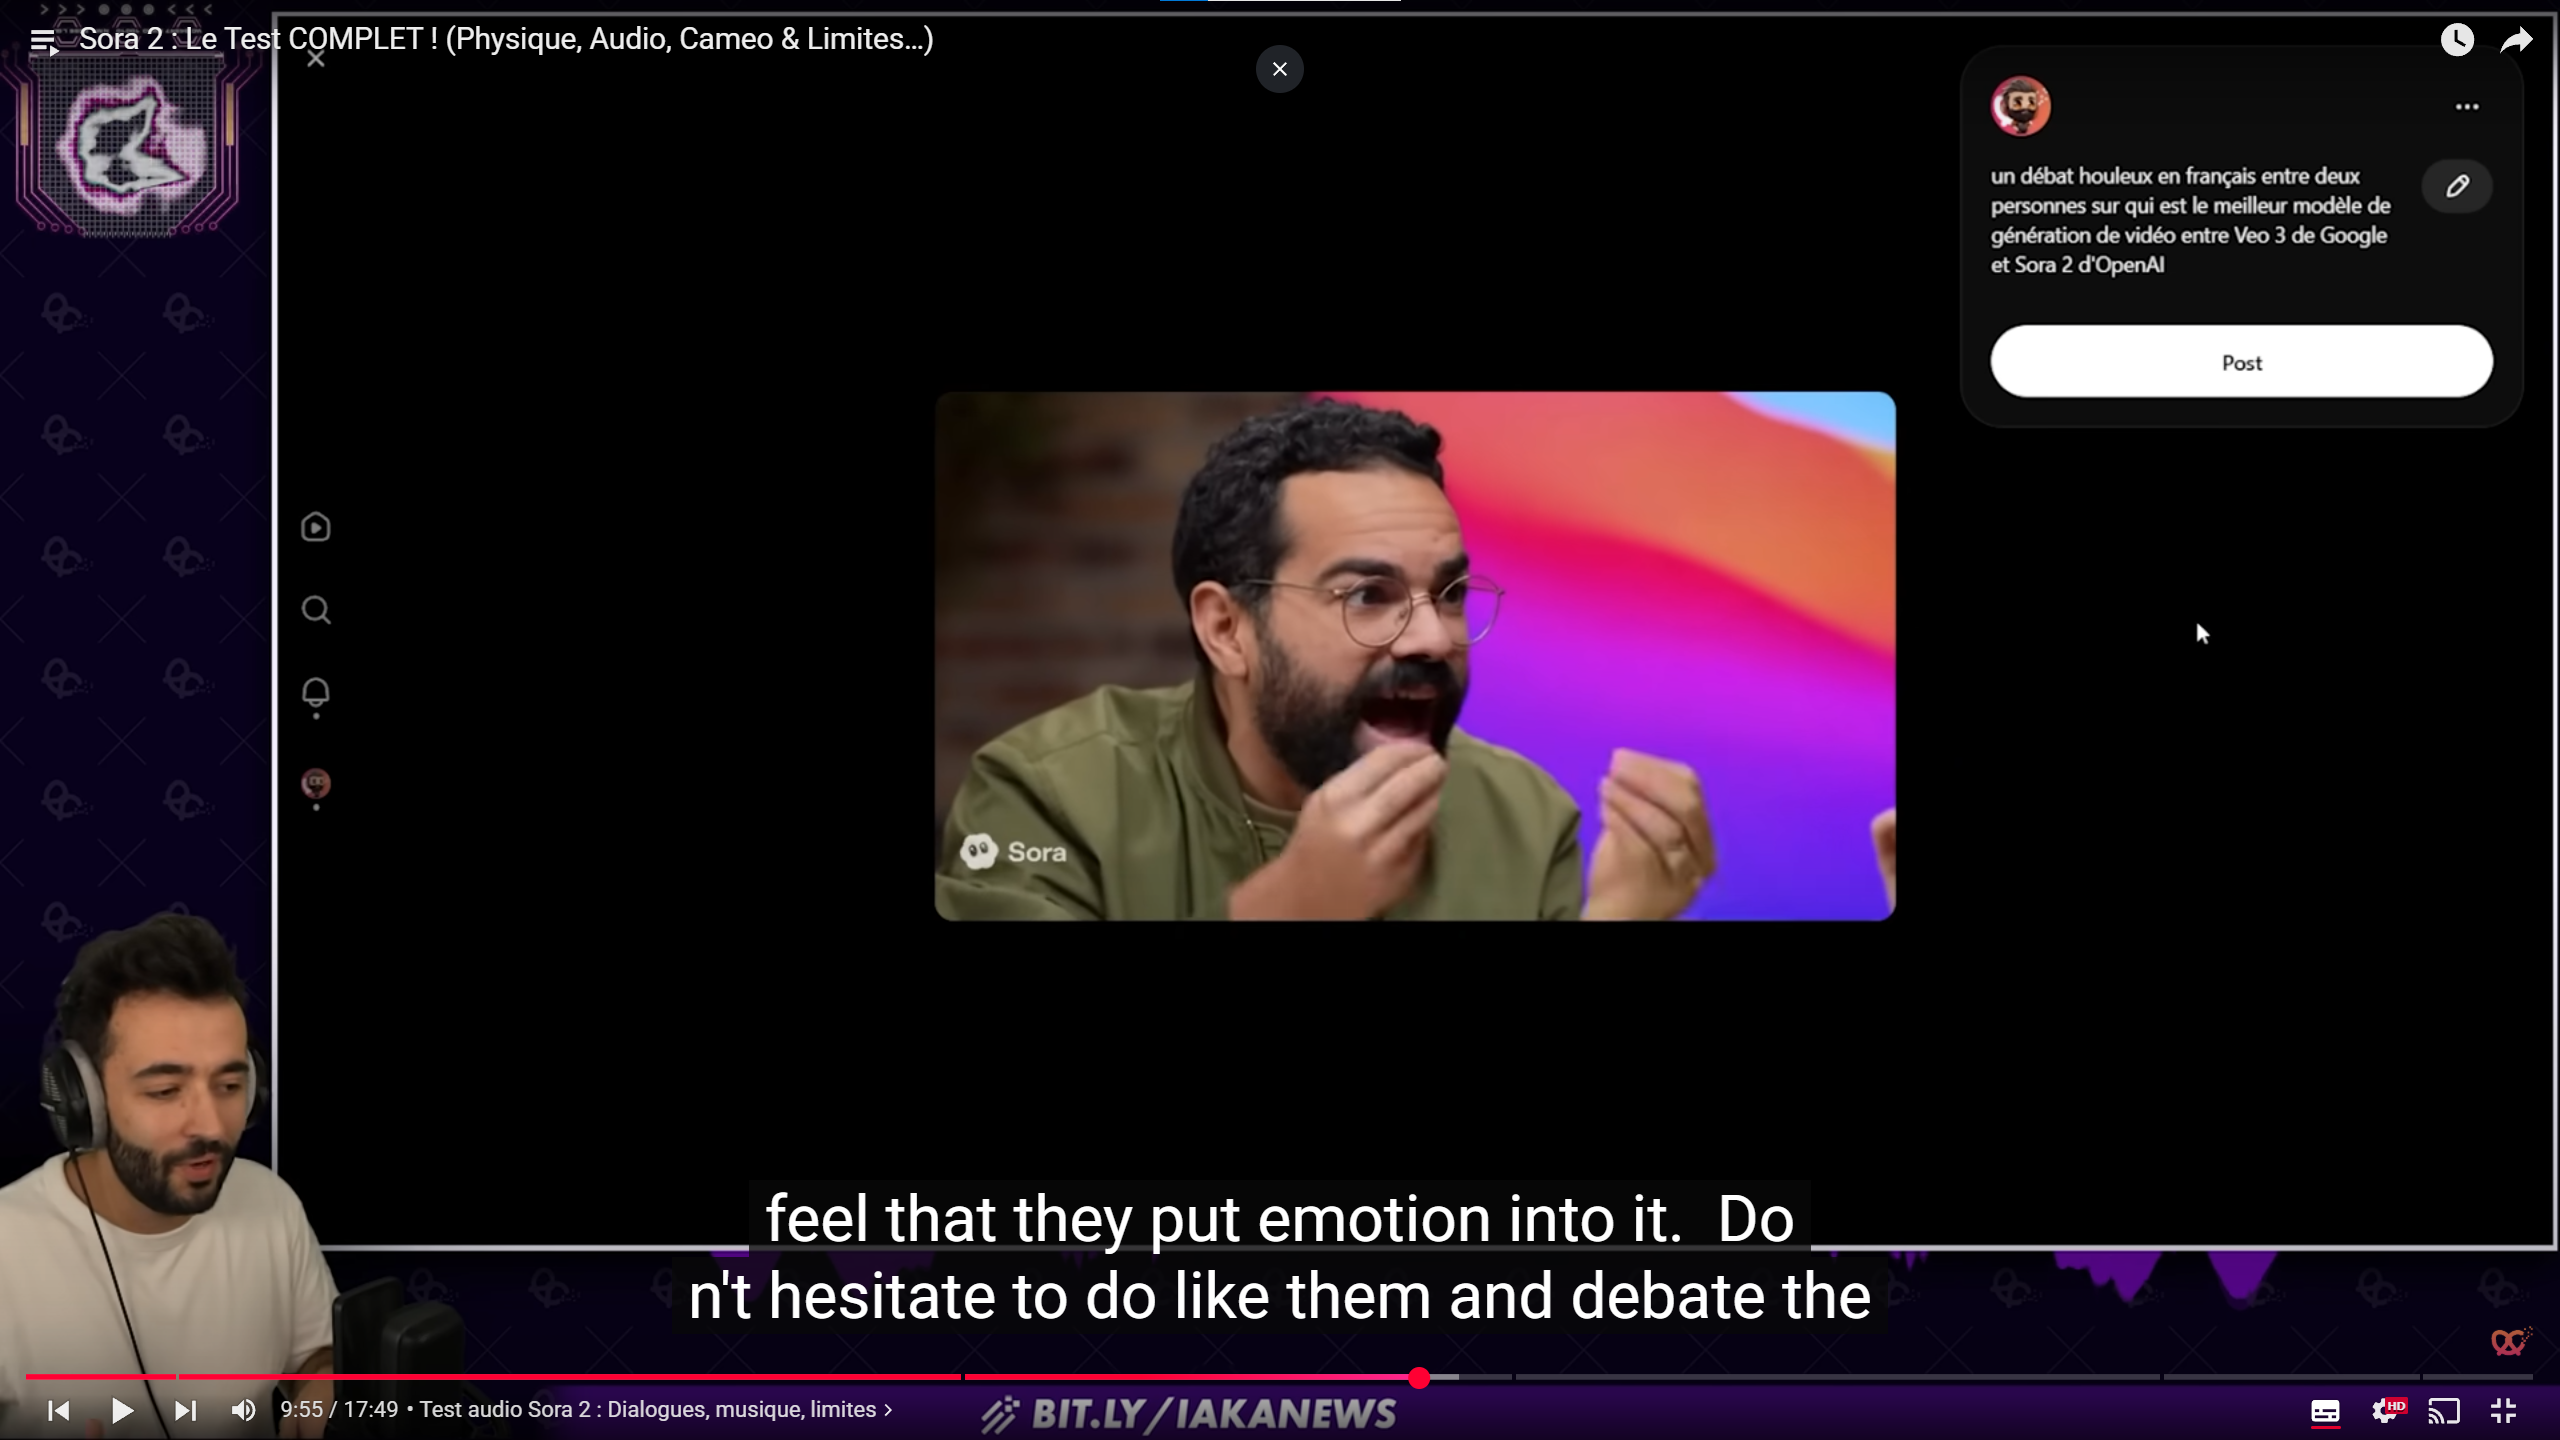 Sora 2 : Le Test COMPLET ! (Physique, Audio, Cameo & Limites...)
un débat houleux en français entre deux
personnes sur qui est le meilleur modèle de
génération de vidéo entre Veo 3 de Google
et Sora 2 d'OpenAI
Post
Sora
feel that they put emotion into it.  Do
n't hesitate to do like them and debate the
9:55 / 17:49 • Test audio Sora 2 : Dialogues, musique, limites
BIT.LY/IAKANEWS
HD